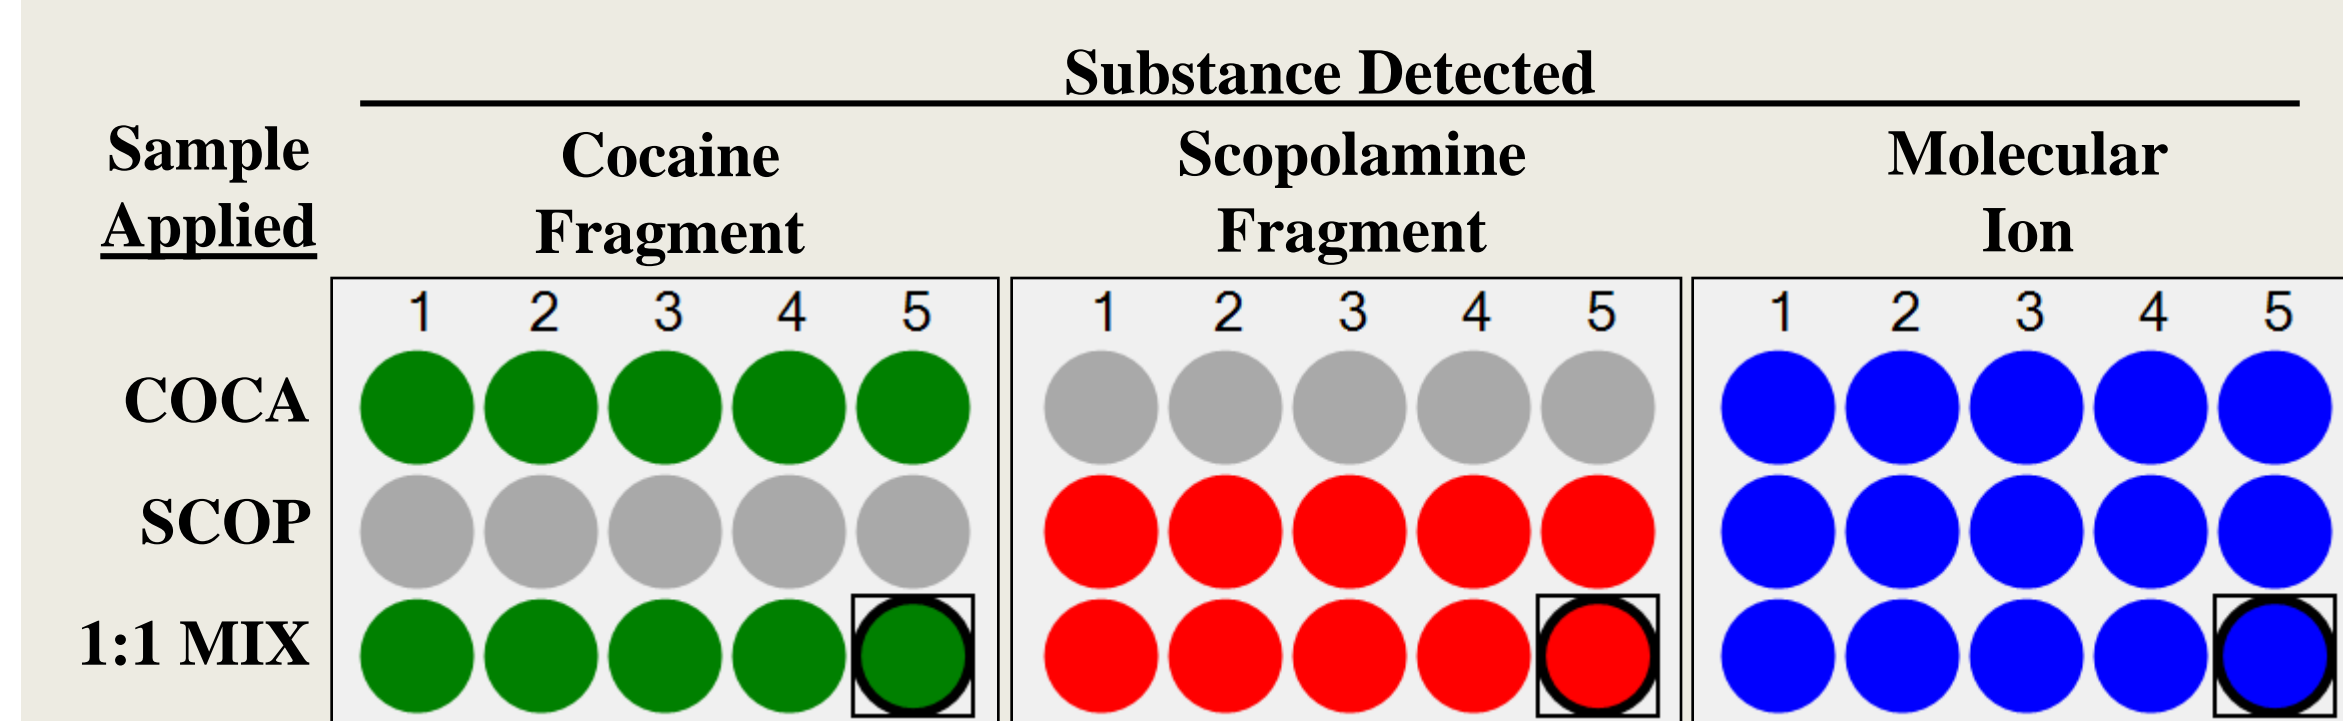 Substance Detected
Sample Applied
Cocaine Fragment
Scopolamine Fragment
Molecular Ion
1 2 3 4 5 1 2 3 4 5 1 2 3 4 5
COCA
SCOP
1:1 MIX